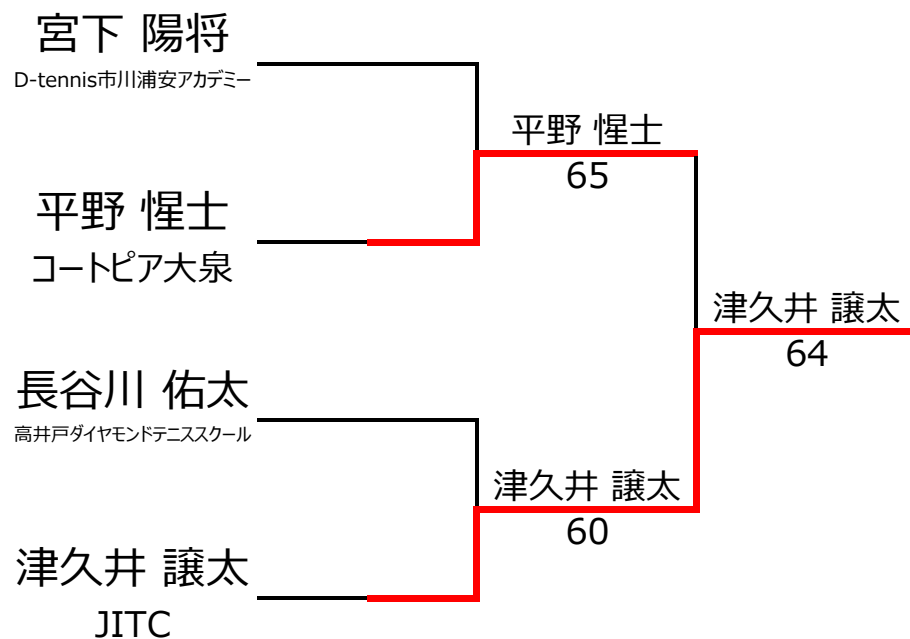 宮下 陽将
D-tennis市川浦安アカデミー
平野 惺士
65
平野 惺士
コートピア大泉
津久井 譲太
64
長谷川 佑太
高井戸ダイヤモンドテニススクール
津久井 譲太
60
津久井 譲太
JITC